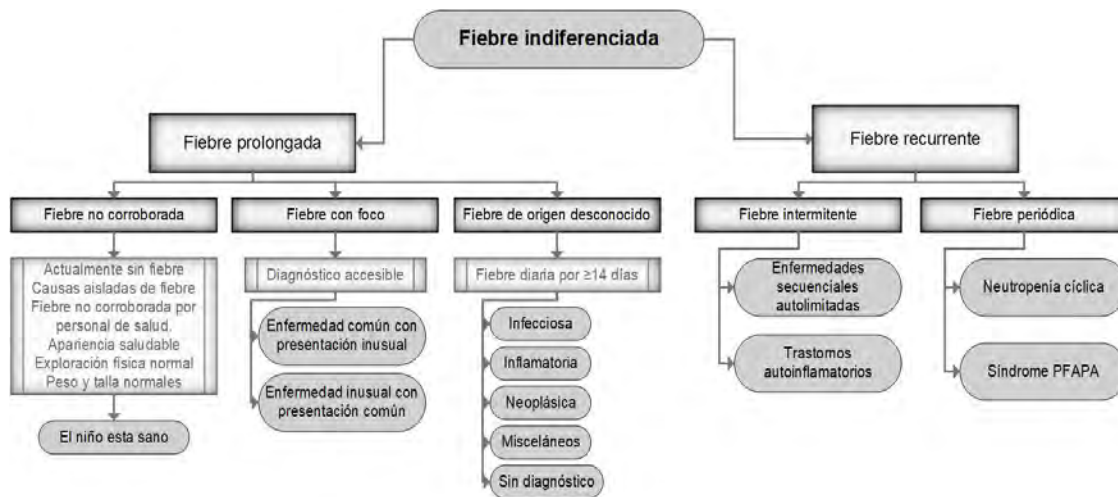 Fiebre indiferenciada
Fiebre prolongada
Fiebre recurrente
Fiebre no corroborada
Fiebre con foco
Fiebre de origen desconocido
Fiebre intermitente
Fiebre periódica
Actualmente sin fiebre
Causas aisladas de fiebre
Fiebre no corroborada por
personal de salud.
Apariencia saludable
Exploración física normal
Peso y talla normales
El niño esta sano
Diagnóstico accesible
Enfermedad común con
presentación inusual
Enfermedad inusual con
presentación común
Fiebre diaria por ≥14 días
Infecciosa
Inflamatoria
Neoplásica
Misceláneos
Sin diagnóstico
Enfermedades
secuenciales
autolimitadas
Trastornos
autoinflamatorios
Neutropenia cíclica
Síndrome PFAPA